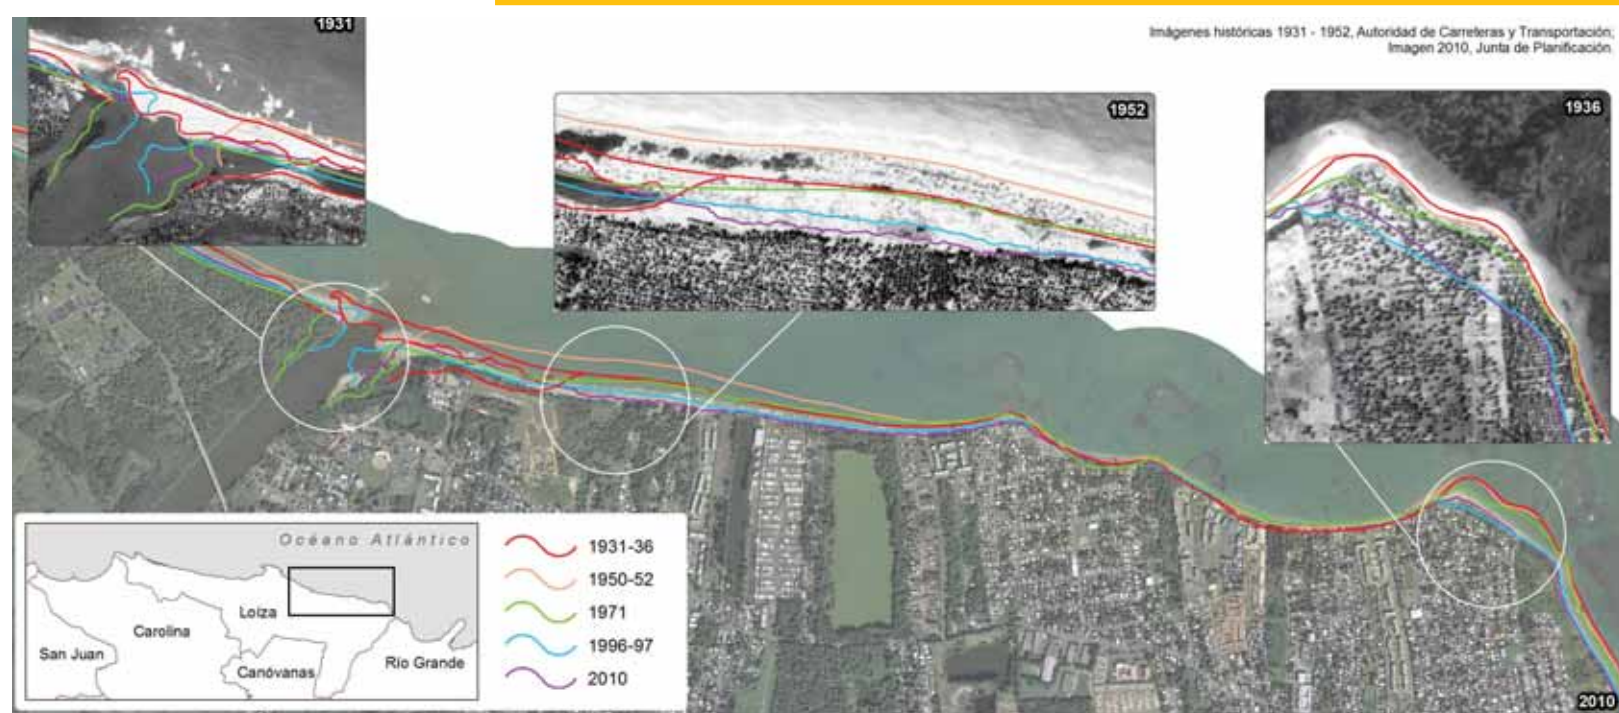 1931
Imágenes históricas 1931 - 1952, Autoridad de Carreteras y Transportación;
Imagen 2010, Junta de Planificación.
1952
1936
Océano Atlántico
Loíza
Carolina
San Juan
Canóvanas
Río Grande
1931-36
1950-52
1971
1996-97
2010
2010